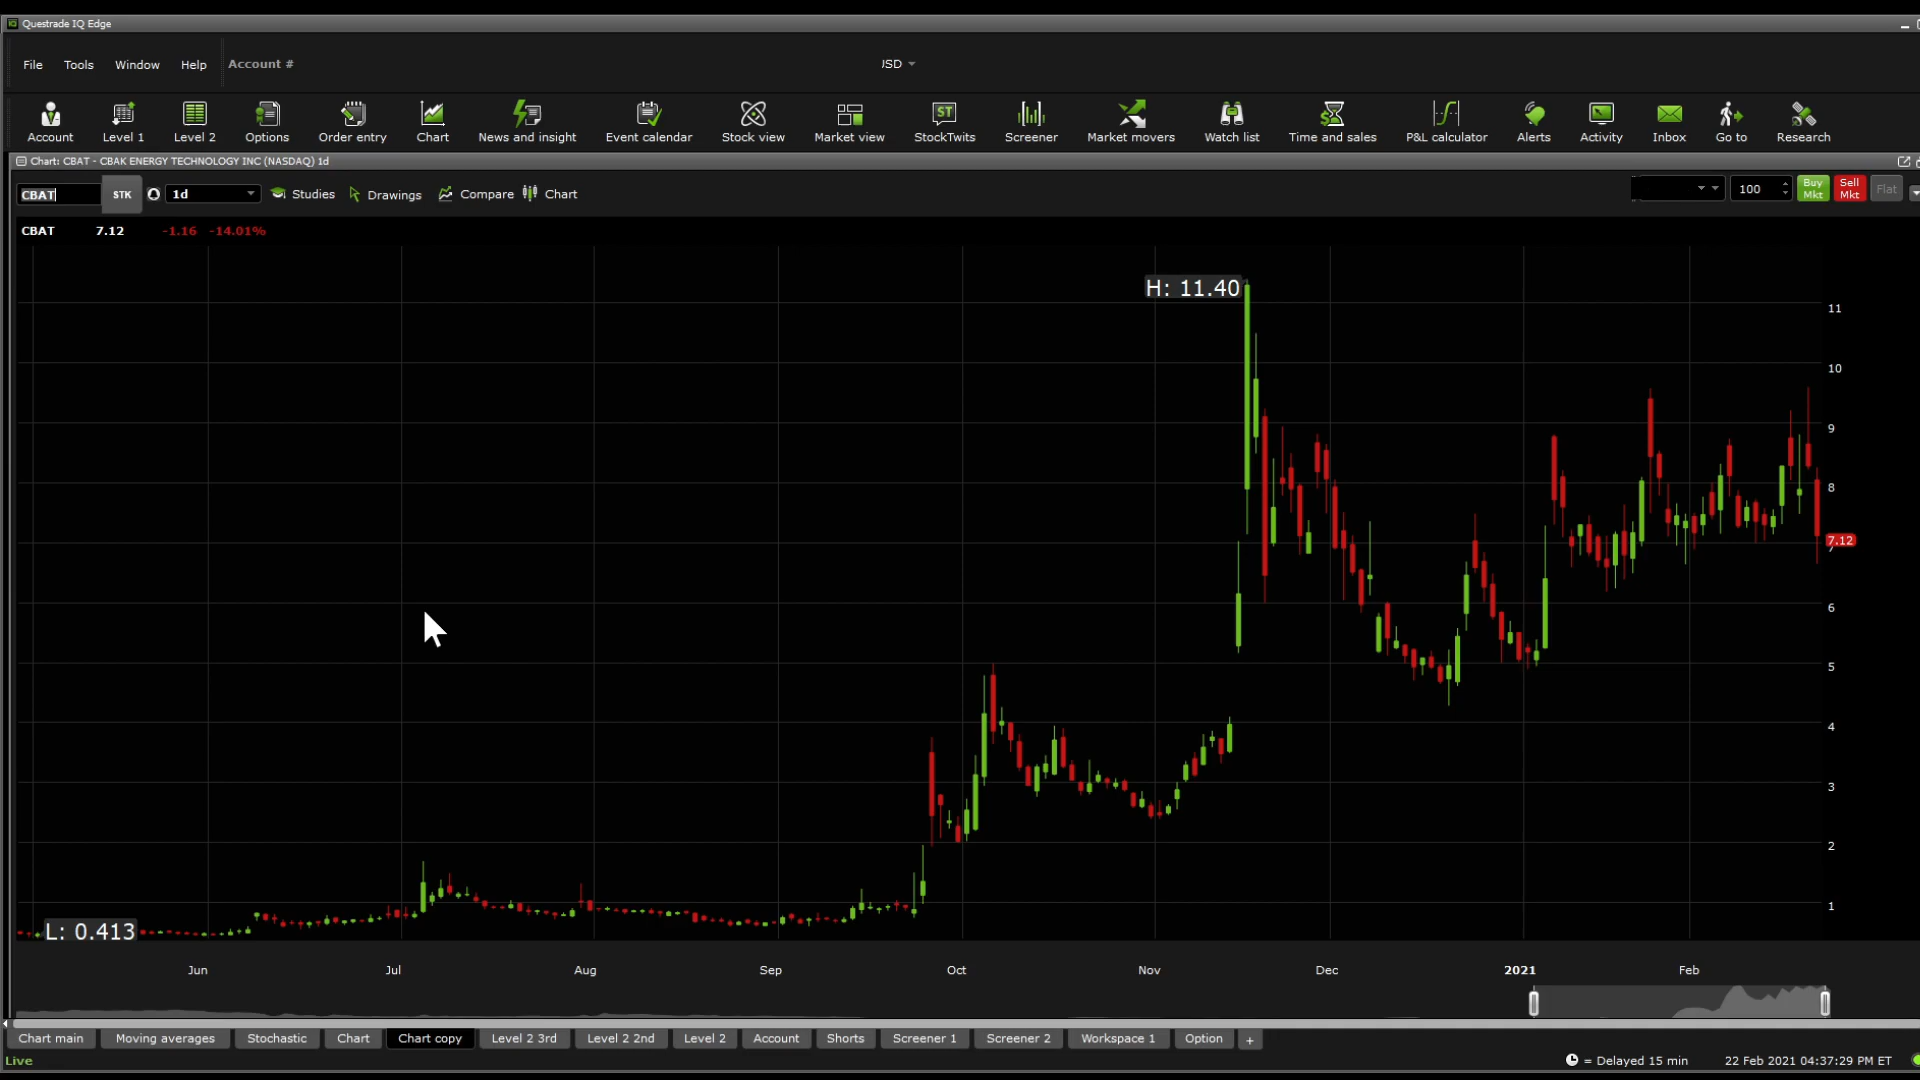 Questrade IQ Edge
File Tools Window Help Account # JSD
Account Level 1 Level 2 Options Order entry Chart News and insight Event calendar Stock view Market view StockTwits Screener Market movers Watch list Time and sales P&L calculator Alerts Activity Inbox Go to Research
Chart: CBAT - CBAK ENERGY TECHNOLOGY INC (NASDAQ) 1d
CBAT STK 1d Studies Drawings Compare Chart 100 Buy Mkt Sell Mkt Flat
CBAT 7.12 -1.16 -14.01%
H: 11.40
11
10
9
8
7.12
7
6
5
4
3
2
1
L: 0.413
Jun Jul Aug Sep Oct Nov Dec 2021 Feb
Chart main Moving averages Stochastic Chart Chart copy Level 2 3rd Level 2 2nd Level 2 Account Shorts Screener 1 Screener 2 Workspace 1 Option +
Live = Delayed 15 min 22 Feb 2021 04:37:29 PM ET